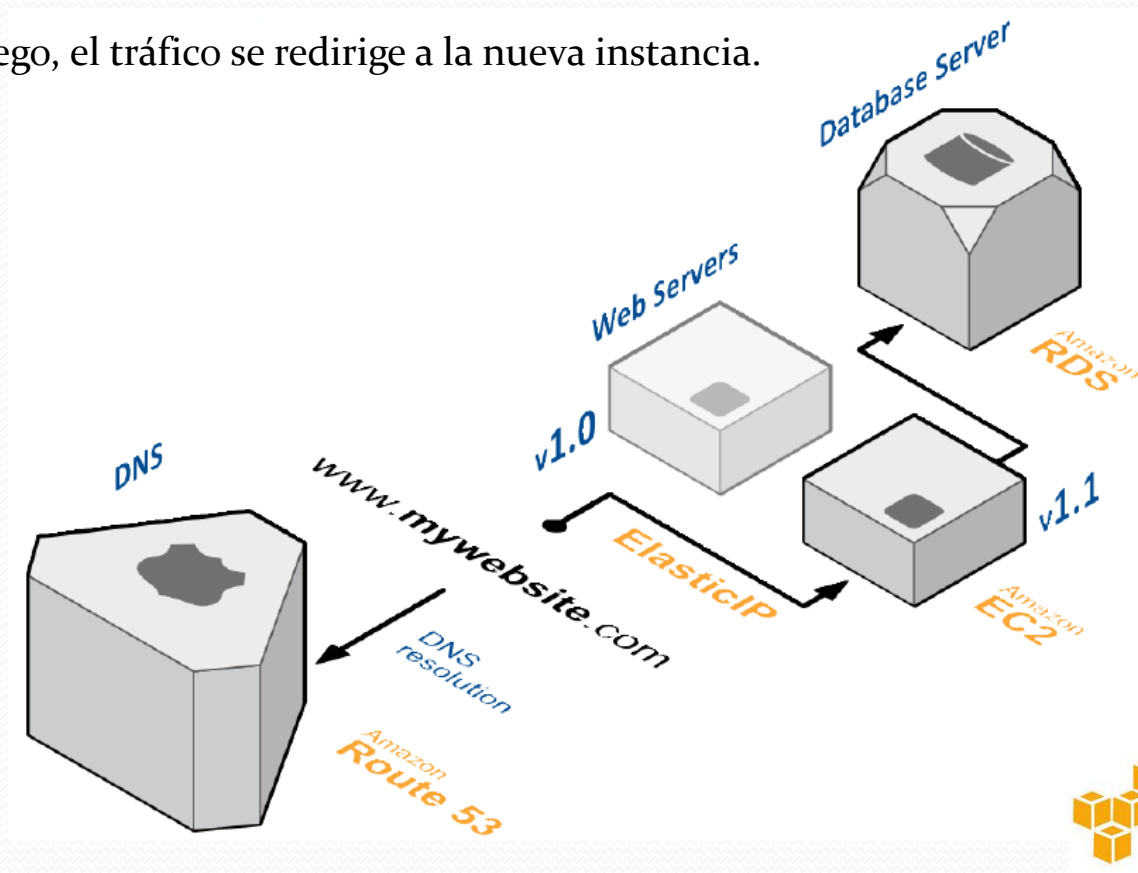 ego, el tráfico se redirige a la nueva instancia.
Database Server
Amazon
RDS
Web Servers
v1.0
v1.1
Amazon
EC2
ElasticIP
www.mywebsite.com
DNS
DNS
resolution
Amazon
Route 53